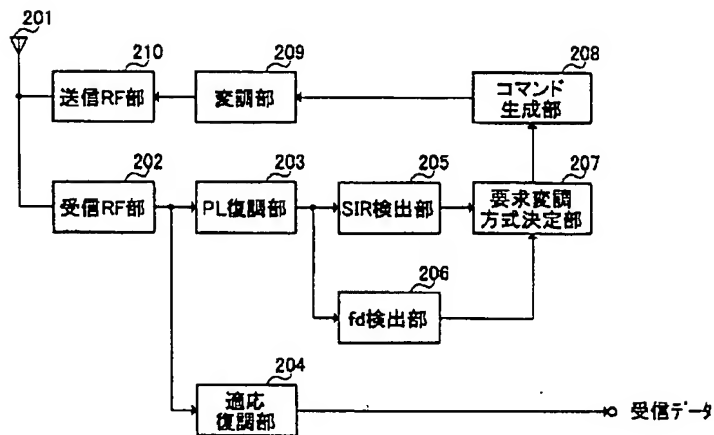 201
210
送信RF部
209
変調部
208
コマンド
生成部
202
受信RF部
203
PL復調部
205
SIR検出部
207
要求変調
方式決定部
206
fd検出部
204
適応
復調部
受信データ